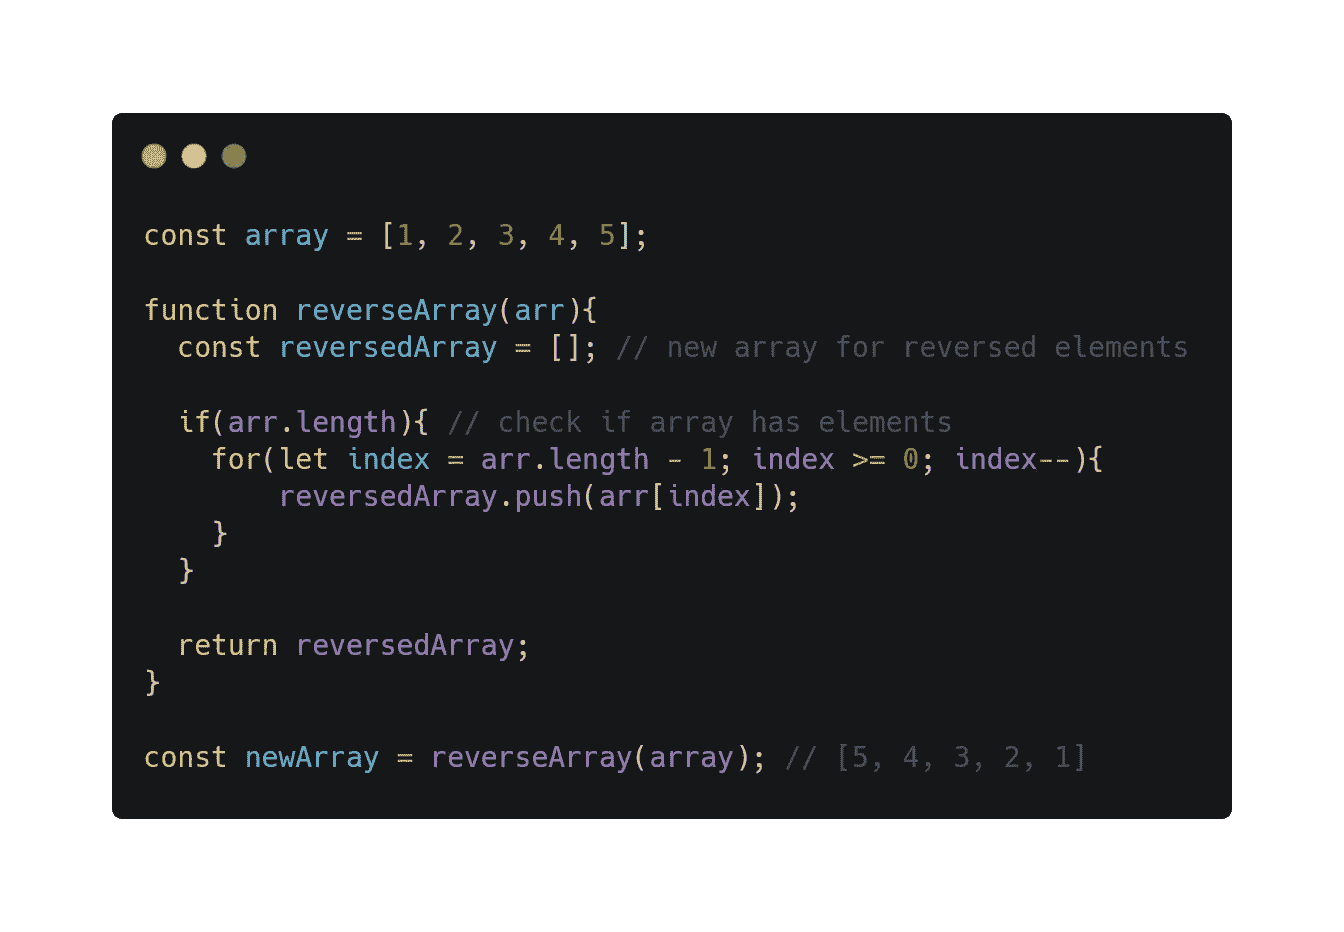 const array = [1, 2, 3, 4, 5];
function reverseArray(arr){
  const reversedArray = []; // new array for reversed elements
  if(arr.length){ // check if array has elements
    for(let index = arr.length - 1; index >= 0; index--){
        reversedArray.push(arr[index]);
    }
  }
  return reversedArray;
}
const newArray = reverseArray(array); // [5, 4, 3, 2, 1]